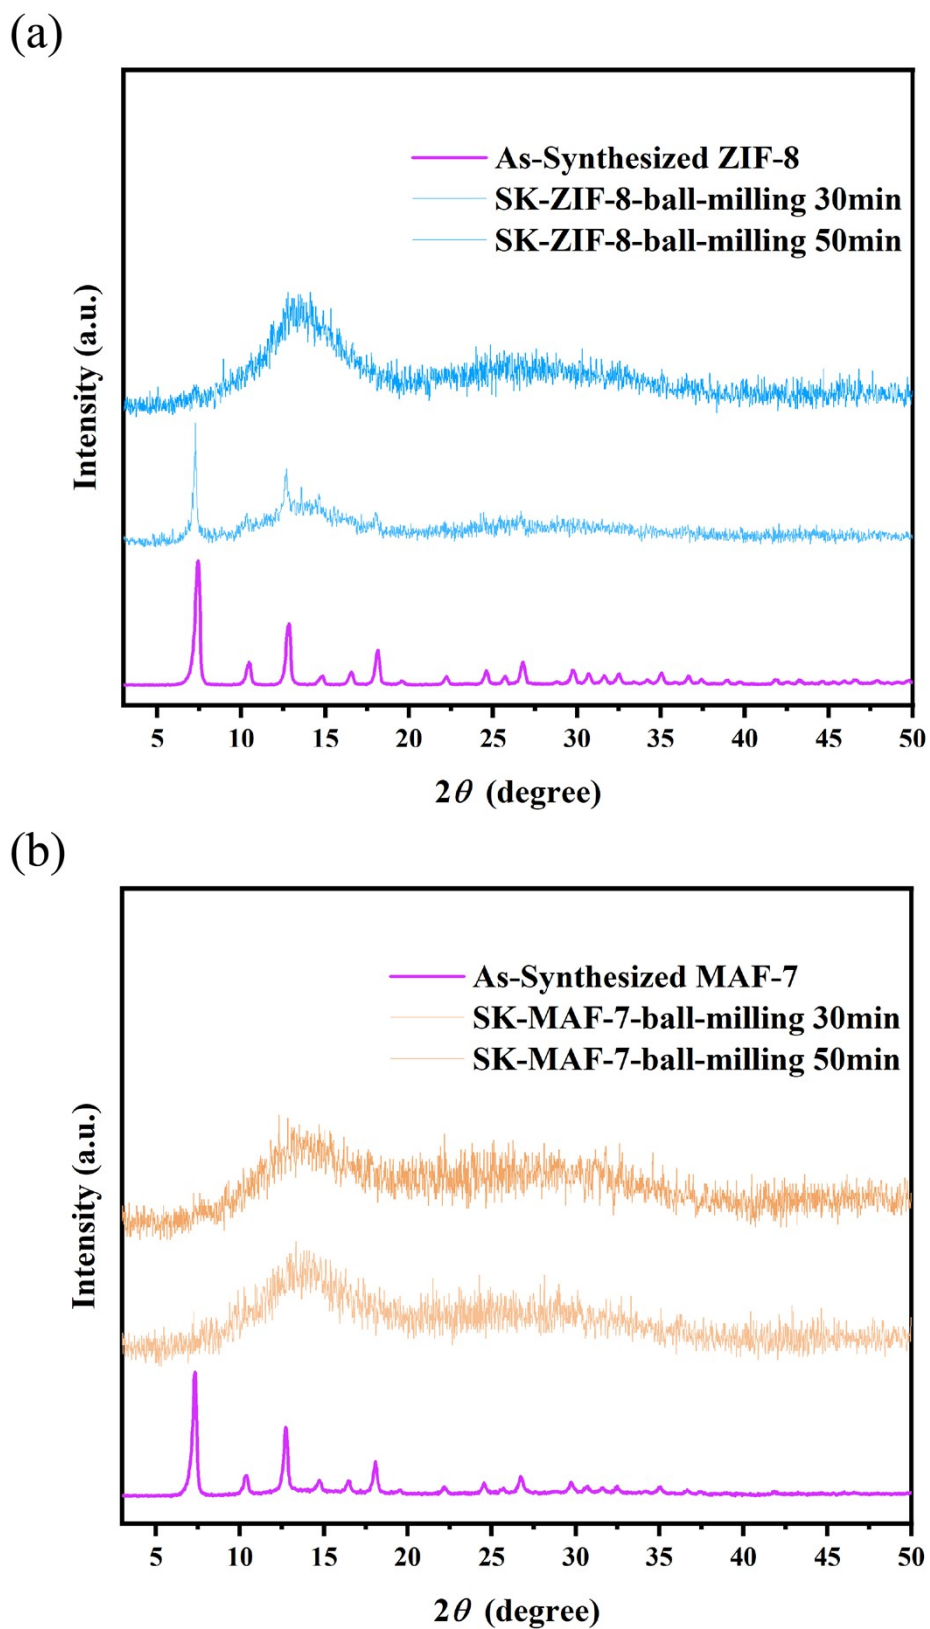 (a)
As-Synthesized ZIF-8
SK-ZIF-8-ball-milling 30min
SK-ZIF-8-ball-milling 50min
Intensity (a.u.)
5 10 15 20 25 30 35 40 45 50
2θ (degree)
(b)
As-Synthesized MAF-7
SK-MAF-7-ball-milling 30min
SK-MAF-7-ball-milling 50min
Intensity (a.u.)
5 10 15 20 25 30 35 40 45 50
2θ (degree)